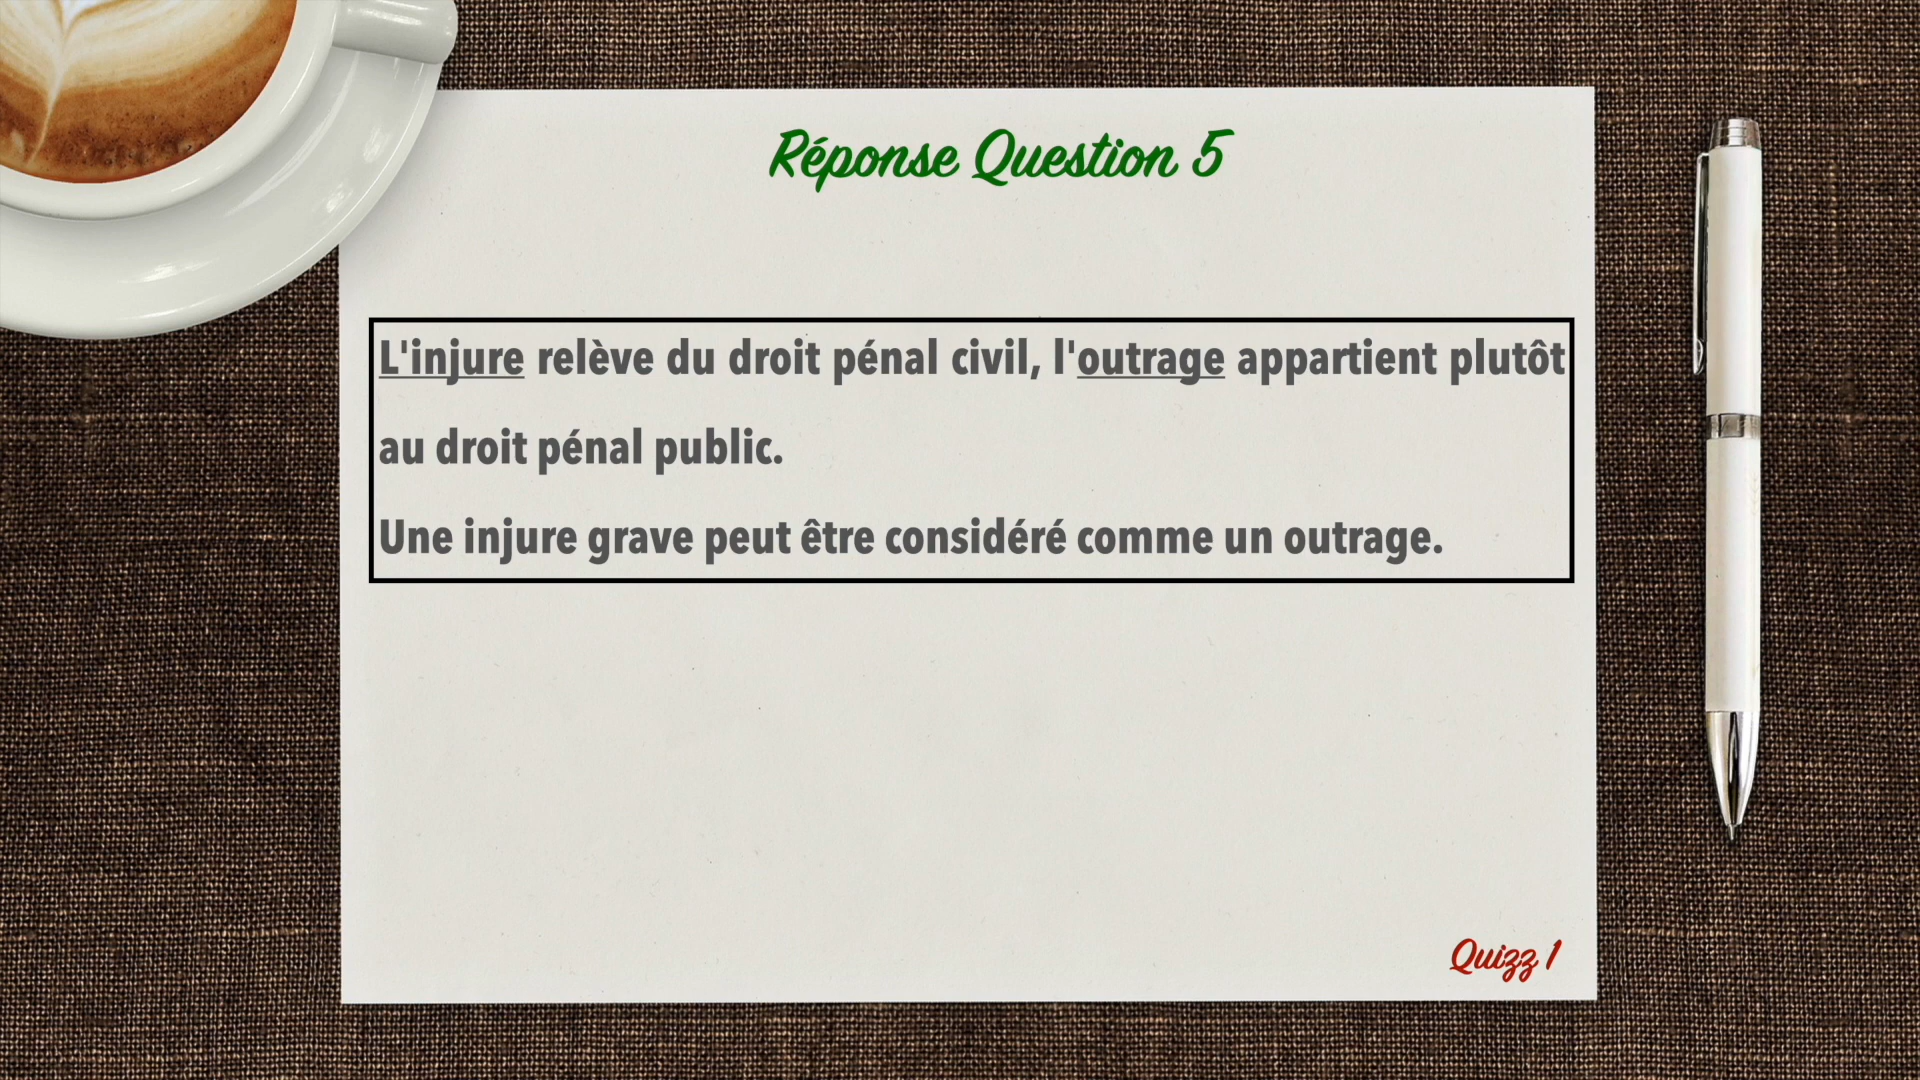 Réponse Question 5
L'injure relève du droit pénal civil, l'outrage appartient plutôt
au droit pénal public.
Une injure grave peut être considéré comme un outrage.
Quizz 1